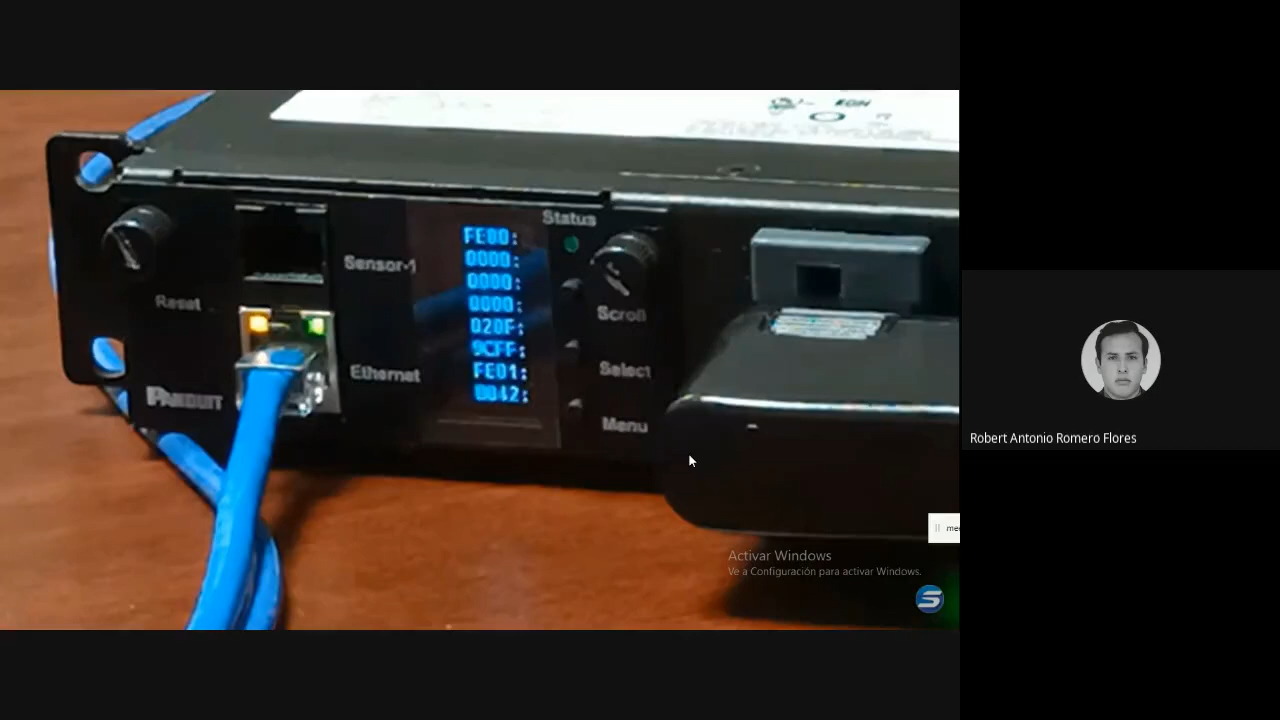 Status
FE80:
0000:
0000:
0000:
020F:
9CFF:
FE01:
Sensor-1
Reset
Scroll
Ethernet
Select
PANDUIT
Menu
Robert Antonio Romero Flores
Activar Windows
Ve a Configuración para activar Windows.